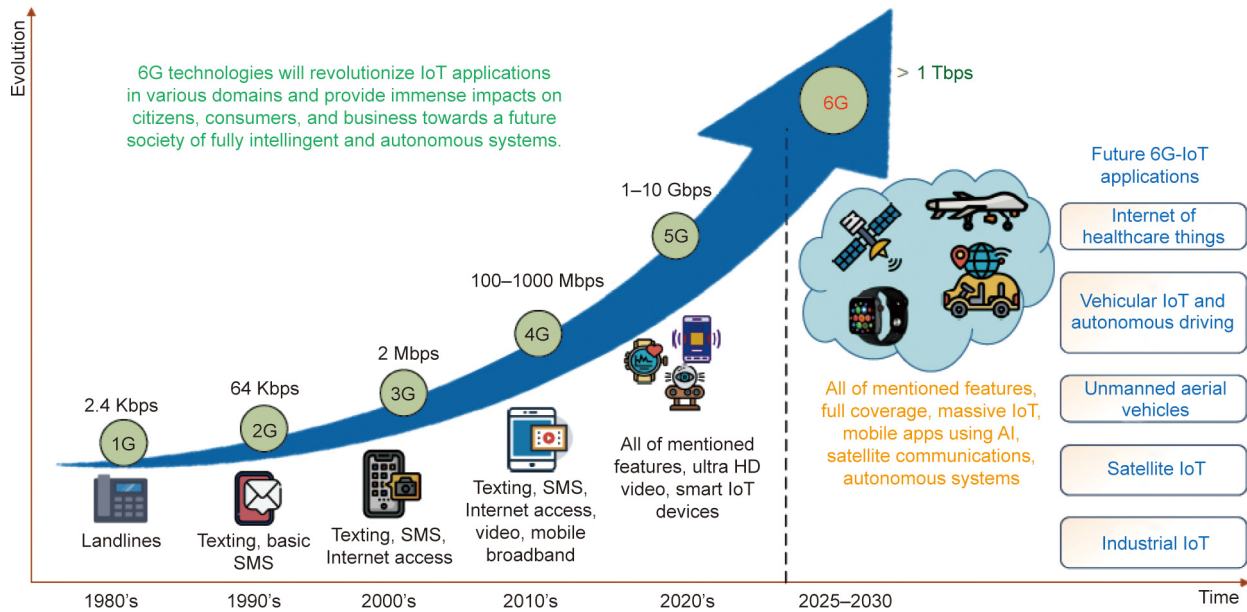 Evolution
6G technologies will revolutionize IoT applications
in various domains and provide immense impacts on
citizens, consumers, and business towards a future
society of fully intellingent and autonomous systems.
> 1 Tbps
6G
1–10 Gbps
5G
100–1000 Mbps
4G
2 Mbps
3G
64 Kbps
2G
2.4 Kbps
1G
Landlines
Texting, basic
SMS
Texting, SMS,
Internet access
Texting, SMS,
Internet access,
video, mobile
broadband
All of mentioned
features, ultra HD
video, smart IoT
devices
All of mentioned features,
full coverage, massive IoT,
mobile apps using AI,
satellite communications,
autonomous systems
Future 6G-IoT
applications
Internet of
healthcare things
Vehicular IoT and
autonomous driving
Unmanned aerial
vehicles
Satellite IoT
Industrial IoT
1980's
1990's
2000's
2010's
2020's
2025–2030
Time